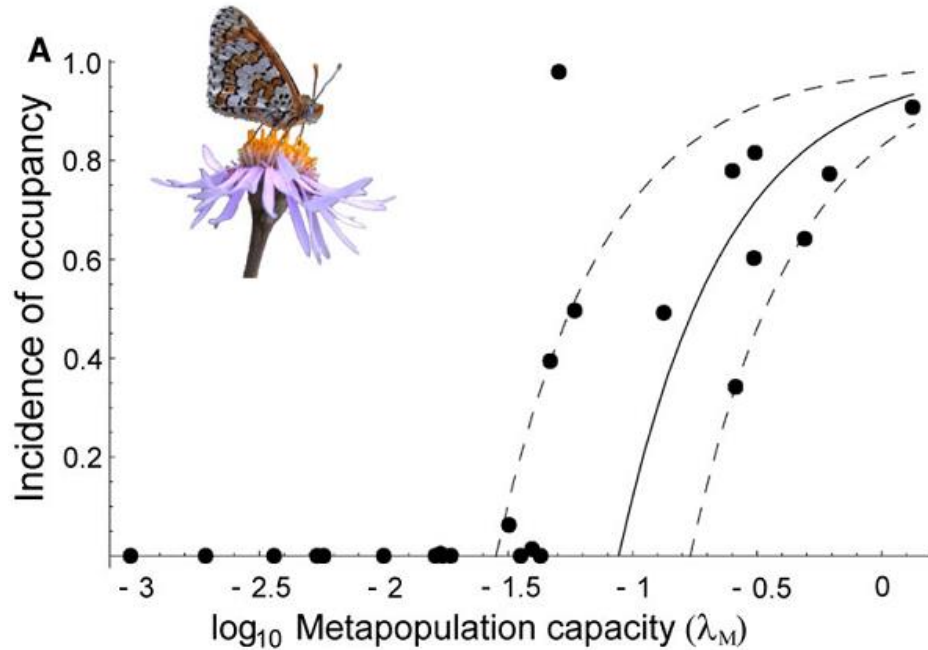 A
1.0
0.8
0.6
0.4
0.2
Incidence of occupancy
- 3 - 2.5 - 2 - 1.5 - 1 - 0.5 0
log₁₀ Metapopulation capacity (λ_M)